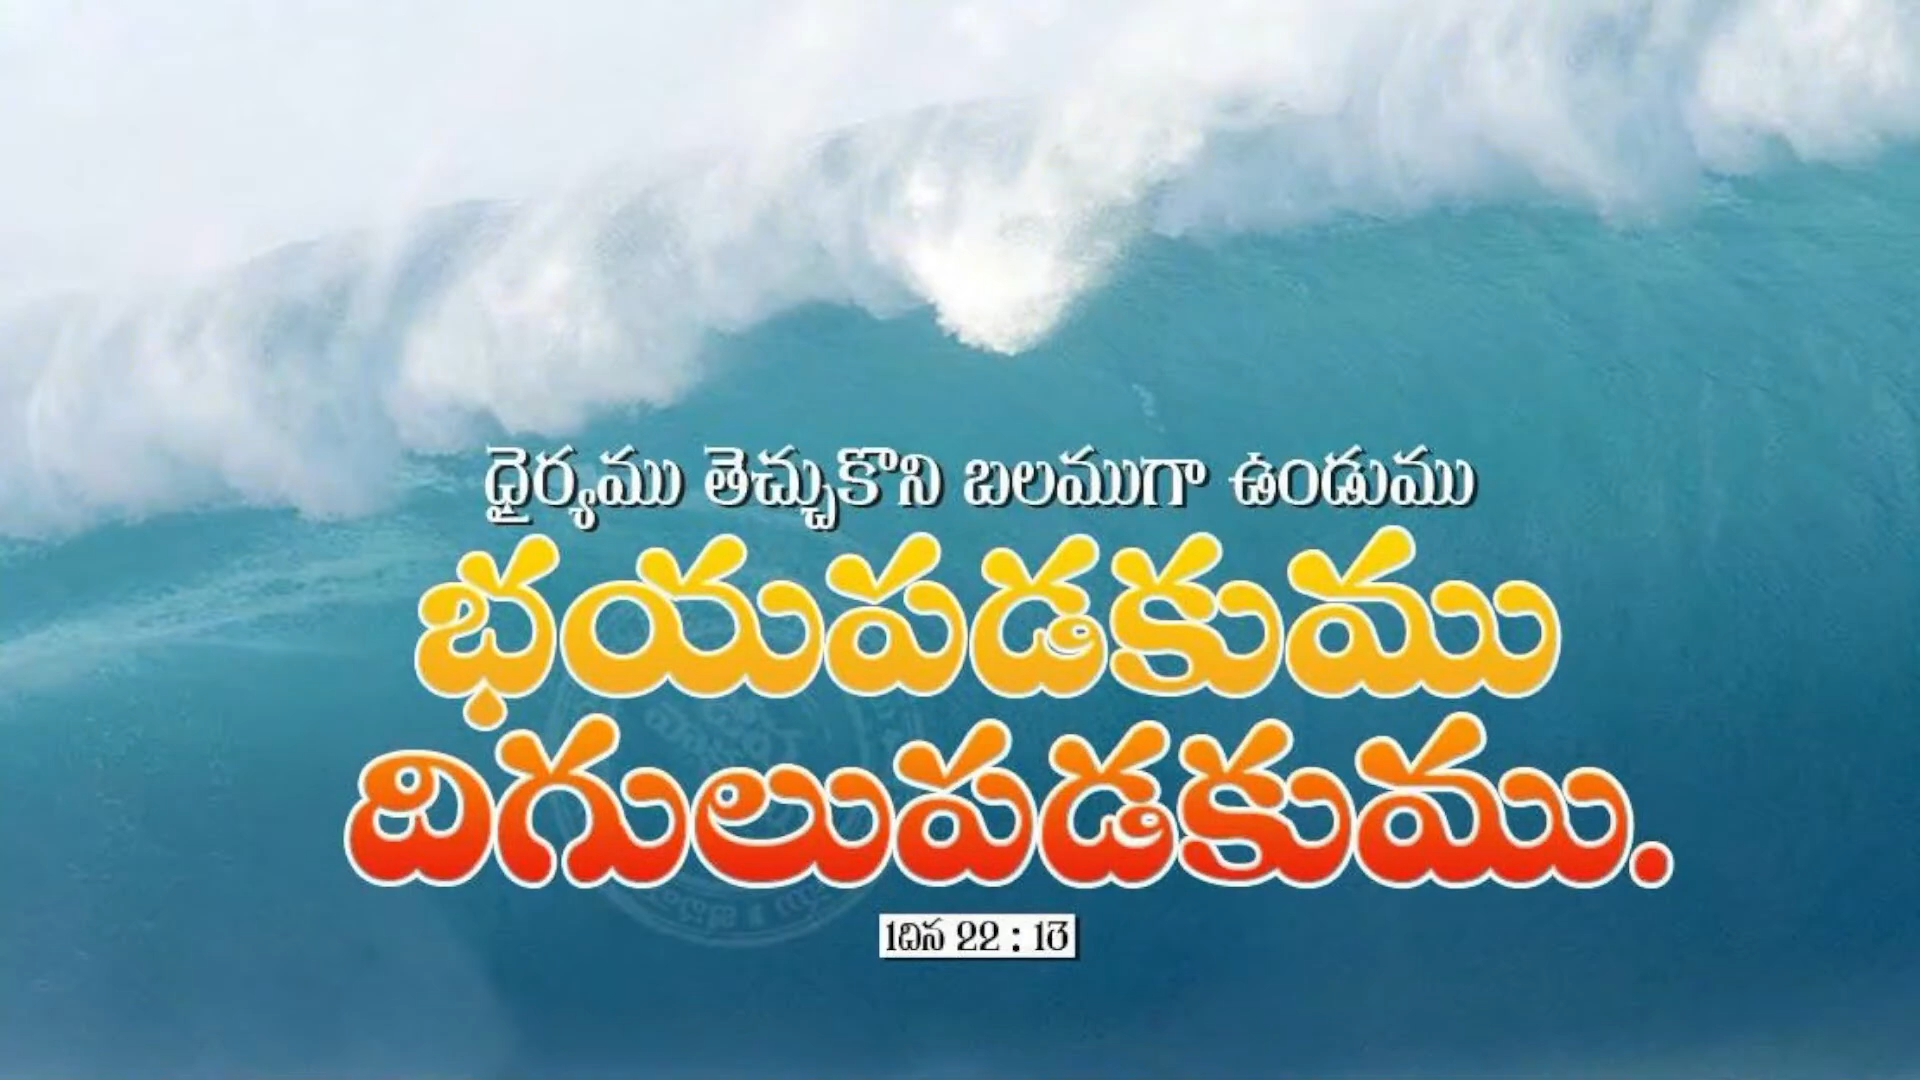 ధైర్యము తెచ్చుకొని బలముగా ఉండుము
భయపడకుము
దిగులుపడకుము.
1దిన 22 : 13